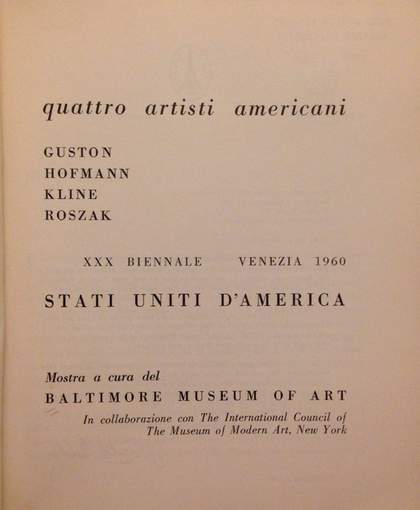 quattro artisti americani
GUSTON
HOFMANN
KLINE
ROSZAK
XXX BIENNALE VENEZIA 1960
STATI UNITI D'AMERICA
Mostra a cura del
BALTIMORE MUSEUM OF ART
In collaborazione con The International Council of
The Museum of Modern Art, New York